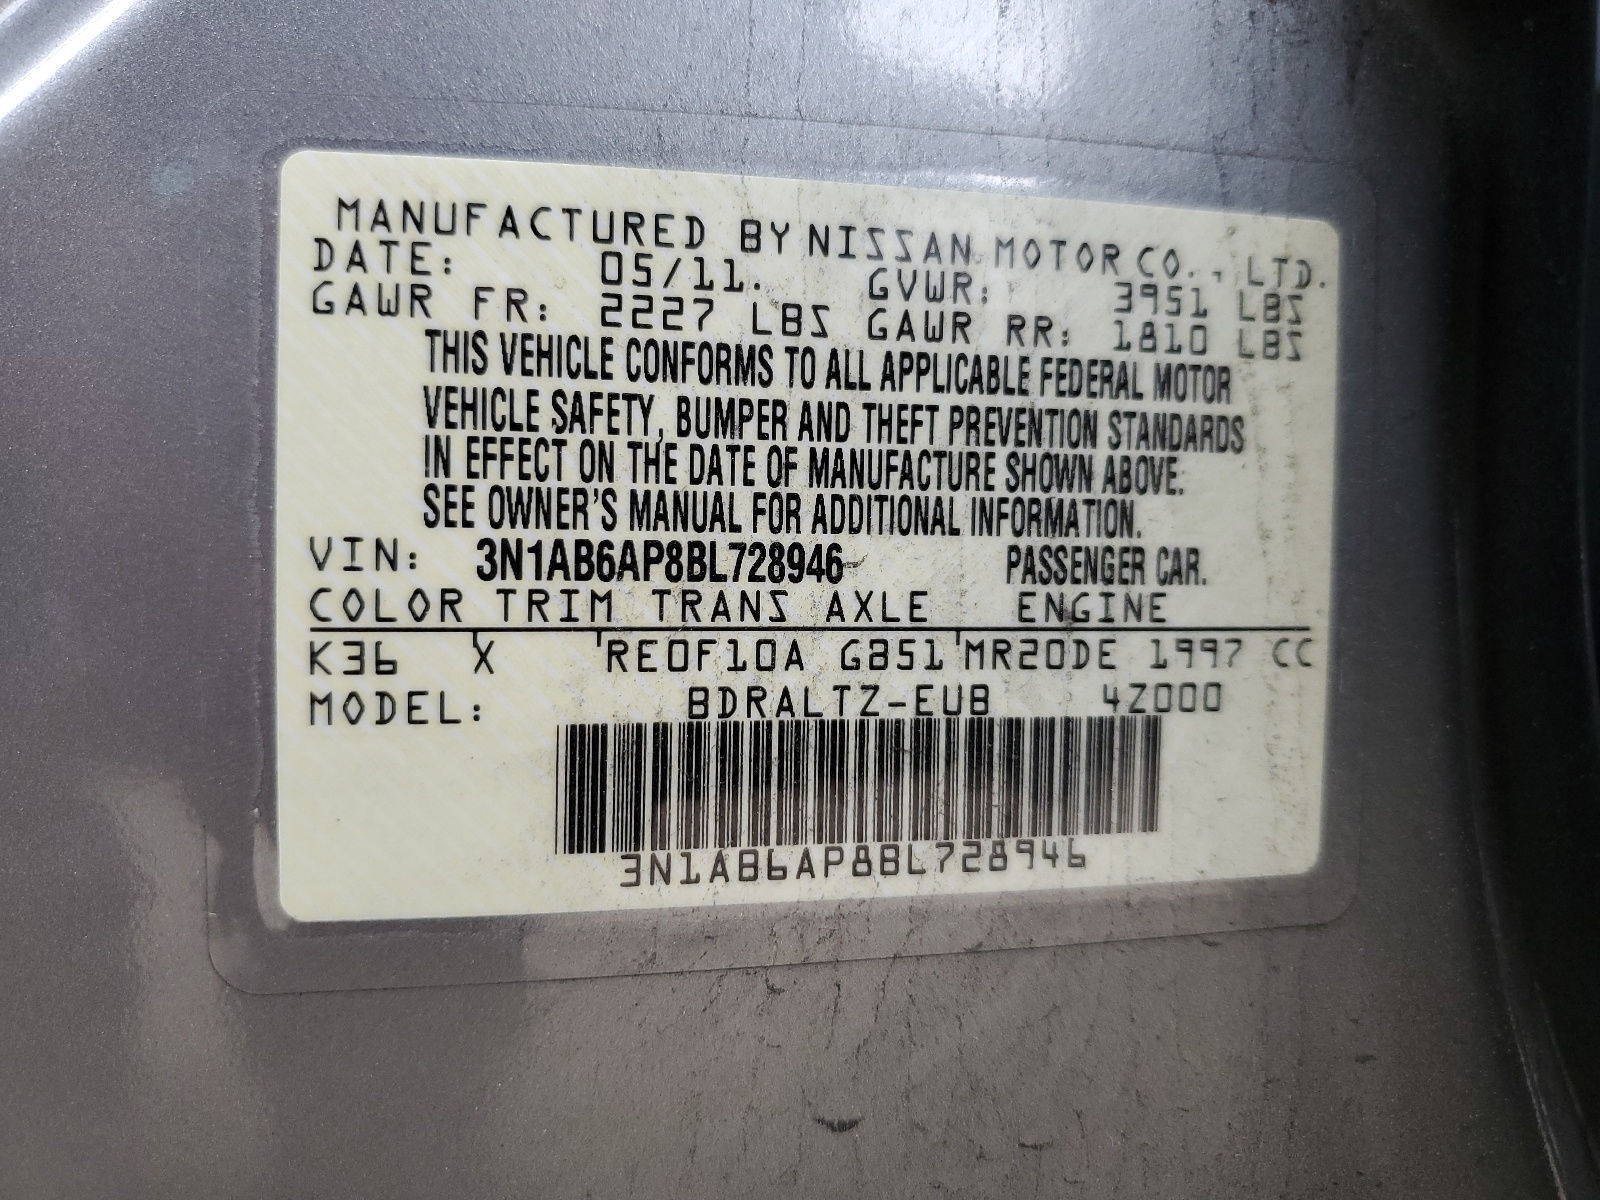 MANUFACTURED BY NISSAN MOTOR CO., LTD.
DATE: 05/11. GVWR: 3951 LBS
GAWR FR: 2227 LBS GAWR RR: 1810 LBS
THIS VEHICLE CONFORMS TO ALL APPLICABLE FEDERAL MOTOR
VEHICLE SAFETY, BUMPER AND THEFT PREVENTION STANDARDS
IN EFFECT ON THE DATE OF MANUFACTURE SHOWN ABOVE.
SEE OWNER'S MANUAL FOR ADDITIONAL INFORMATION.
VIN: 3N1AB6AP8BL728946 PASSENGER CAR.
COLOR TRIM TRANS AXLE ENGINE
K36 X RE0F10A GB51 MR20DE 1997 CC
MODEL: BDRALTZ-EUB 4Z000
3N1AB6AP8BL728946